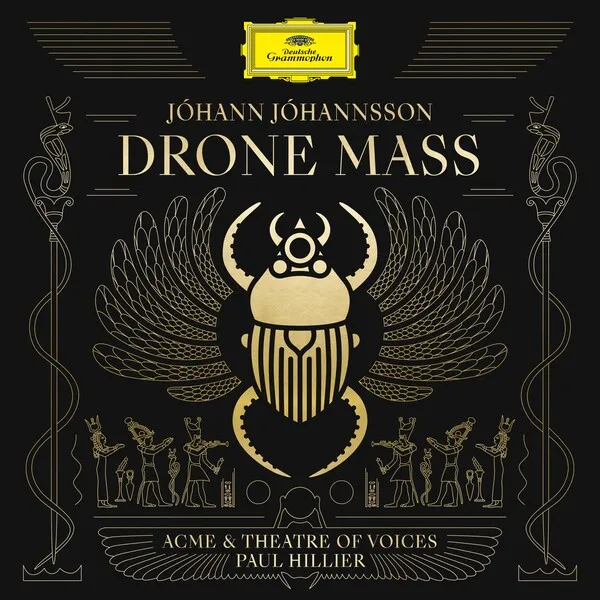 Deutsche
Grammophon
JÓHANN JÓHANNSSON
DRONE MASS
ACME & THEATRE OF VOICES
PAUL HILLIER